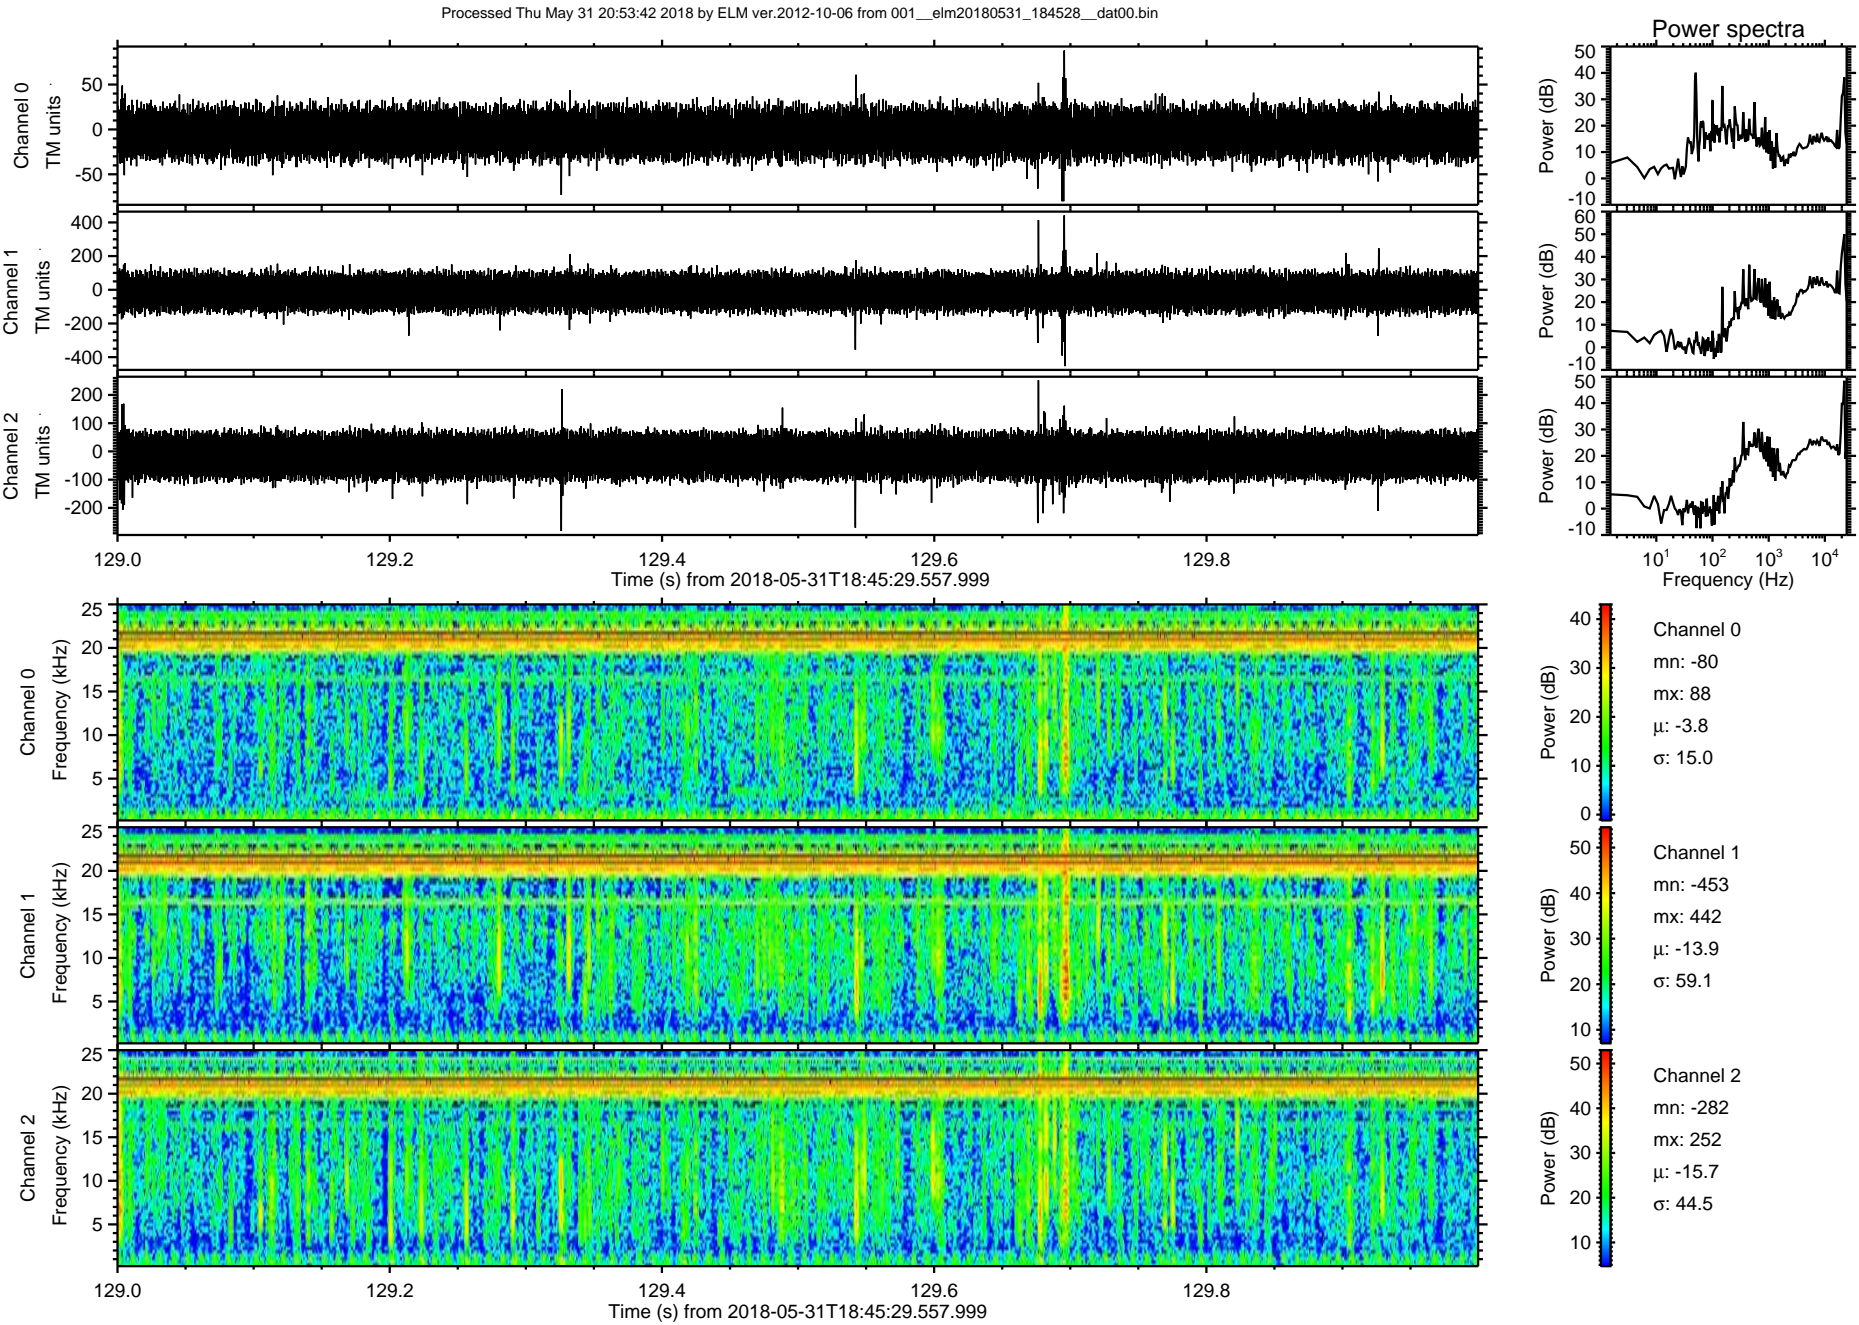 Processed Thu May 31 20:53:42 2018 by ELM ver.2012-10-06 from 001__elm20180531_184528__dat00.bin
Power spectra
Channel 0
TM units
50
0
-50
Power (dB)
50
40
30
20
10
0
-10
Channel 1
TM units
400
200
0
-200
-400
Power (dB)
60
50
40
30
20
10
0
-10
Channel 2
TM units
200
100
0
-100
-200
Power (dB)
50
40
30
20
10
0
-10
129.0 129.2 129.4 129.6 129.8
Time (s) from 2018-05-31T18:45:29.557.999
10^1 10^2 10^3 10^4
Frequency (Hz)
Channel 0
Frequency (kHz)
25
20
15
10
5
Power (dB)
40
30
20
10
0
Channel 0
mn: -80
mx: 88
μ: -3.8
σ: 15.0
Channel 1
Frequency (kHz)
25
20
15
10
5
Power (dB)
50
40
30
20
10
Channel 1
mn: -453
mx: 442
μ: -13.9
σ: 59.1
Channel 2
Frequency (kHz)
25
20
15
10
5
Power (dB)
50
40
30
20
10
Channel 2
mn: -282
mx: 252
μ: -15.7
σ: 44.5
129.0 129.2 129.4 129.6 129.8
Time (s) from 2018-05-31T18:45:29.557.999